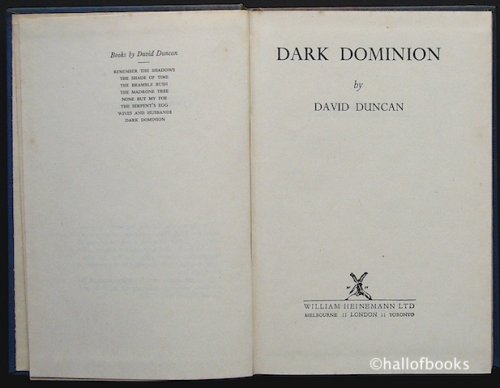 Books by David Duncan
REMEMBER THE SHADOWS
THE SHADE OF TIME
THE BRAMBLE BUSH
THE MADRONE TREE
NONE BUT MY FOE
THE SERPENT'S EGG
WIVES AND HUSBANDS
DARK DOMINION
DARK DOMINION
by
DAVID DUNCAN
W H
WILLIAM HEINEMANN LTD
MELBOURNE :: LONDON :: TORONTO
©hallofbooks